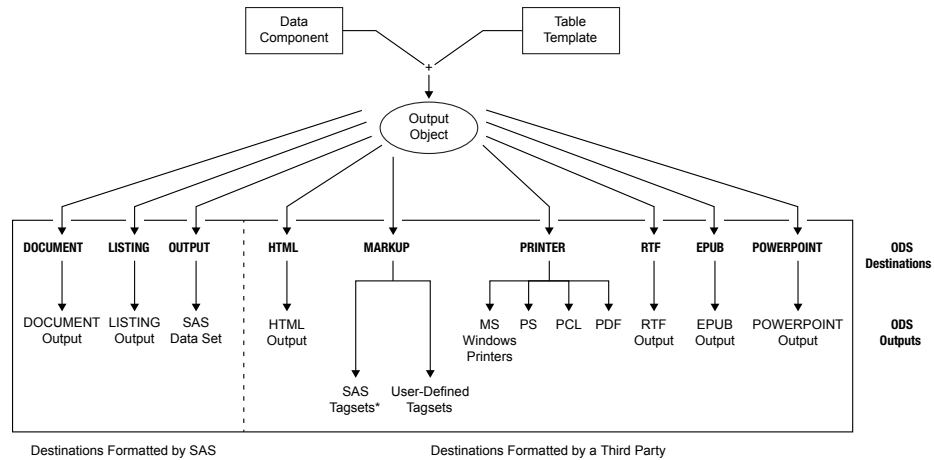 Data
Component
Table
Template
+
Output
Object
DOCUMENT
LISTING
OUTPUT
HTML
MARKUP
PRINTER
RTF
EPUB
POWERPOINT
ODS
Destinations
DOCUMENT
Output
LISTING
Output
SAS
Data Set
HTML
Output
MS
Windows
Printers
PS
PCL
PDF
RTF
Output
EPUB
Output
POWERPOINT
Output
ODS
Outputs
SAS
Tagsets*
User-Defined
Tagsets
Destinations Formatted by SAS
Destinations Formatted by a Third Party